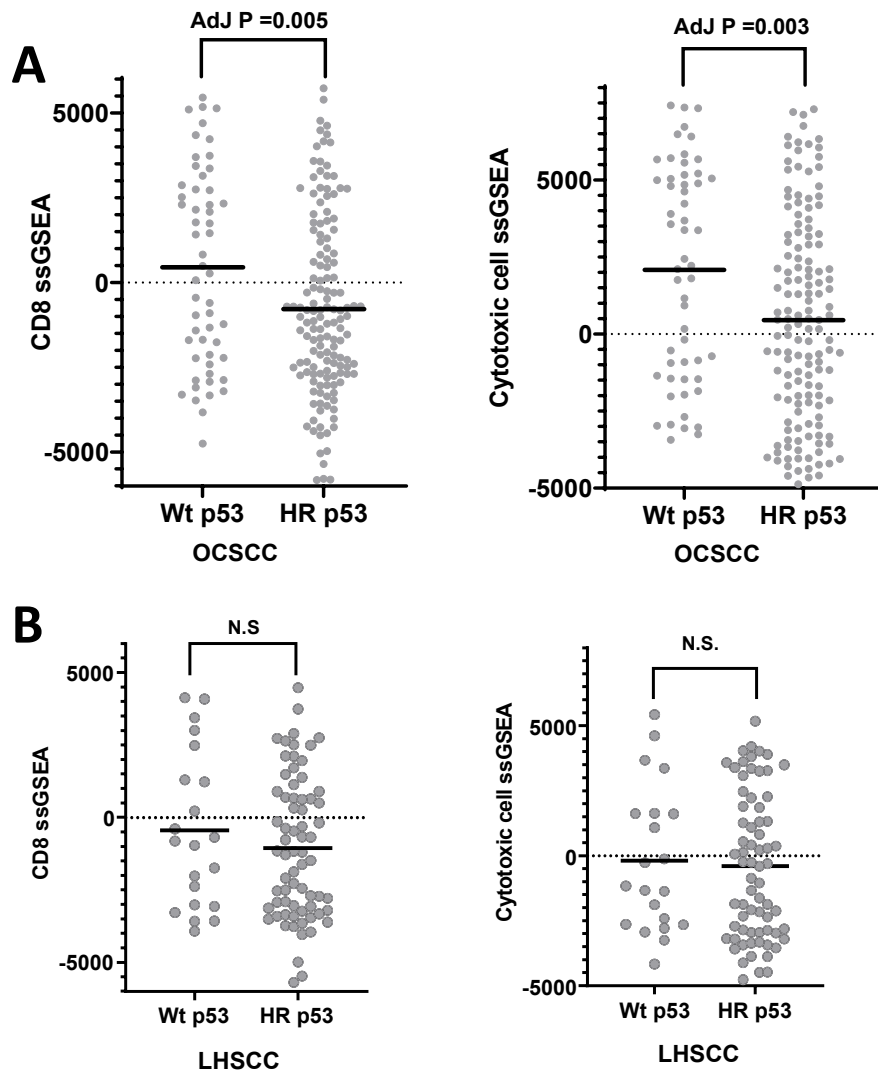 A
AdJ P =0.005
CD8 ssGSEA
5000
0
-5000
Wt p53 HR p53
OCSCC
AdJ P =0.003
Cytotoxic cell ssGSEA
5000
0
-5000
Wt p53 HR p53
OCSCC
B
N.S
CD8 ssGSEA
5000
0
-5000
Wt p53 HR p53
LHSCC
N.S.
Cytotoxic cell ssGSEA
5000
0
-5000
Wt p53 HR p53
LHSCC